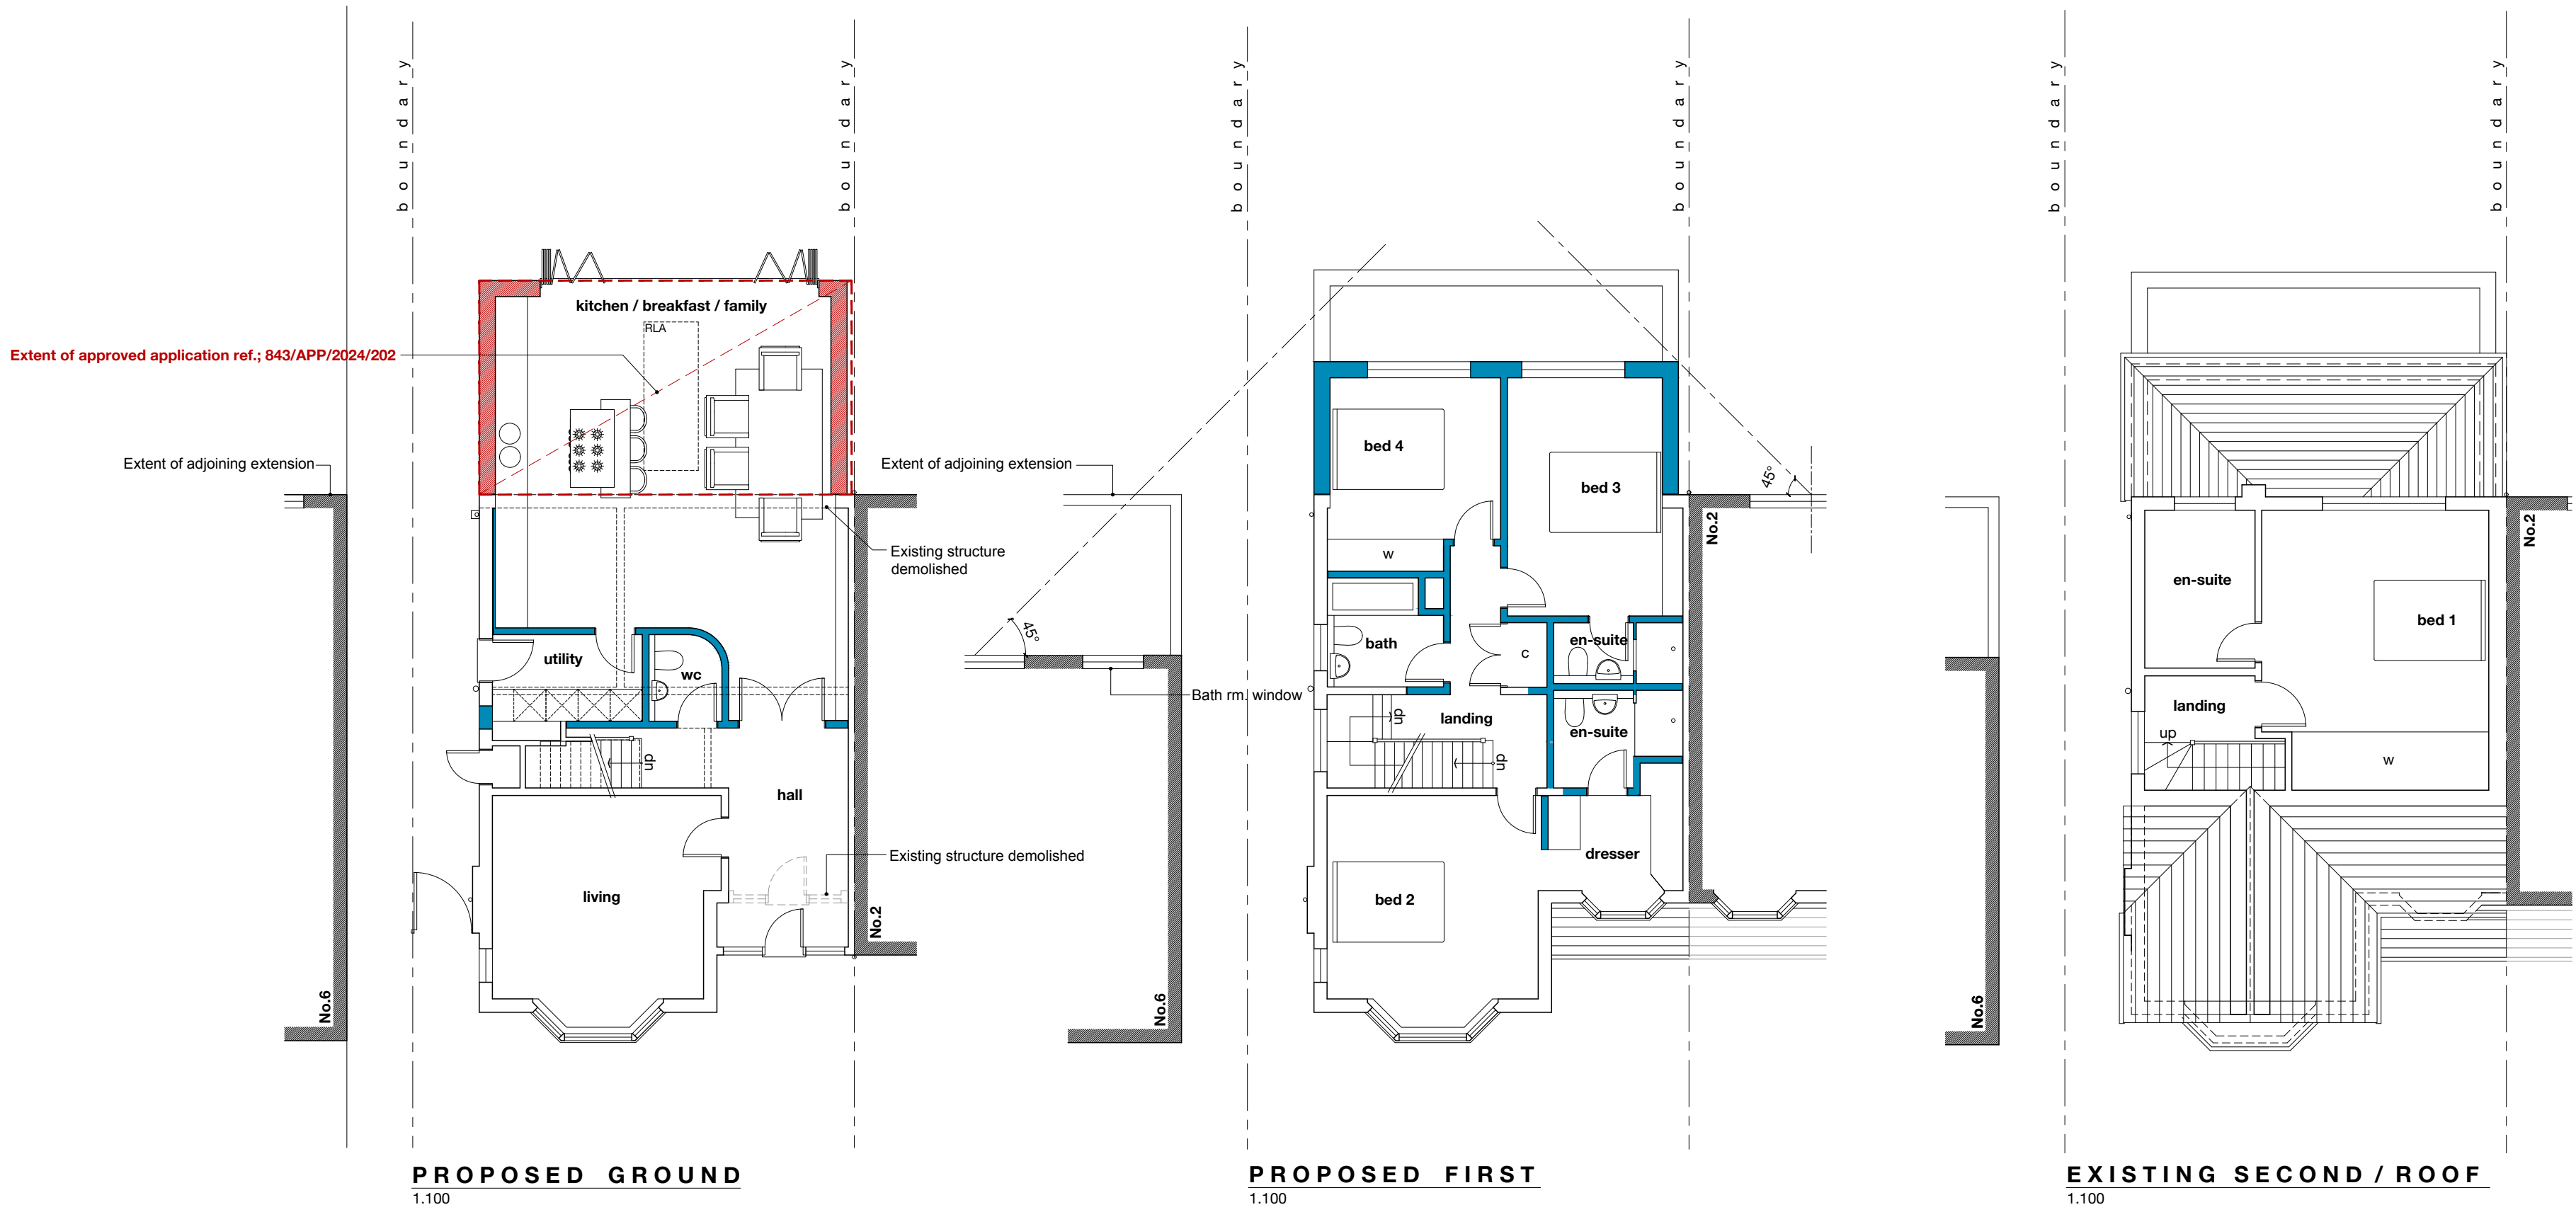 boundary
boundary
kitchen / breakfast / family
RLA
Extent of approved application ref.; 843/APP/2024/202
Extent of adjoining extension
Existing structure
demolished
utility
wc
dn
hall
Existing structure demolished
living
No.2
No.6
PROPOSED GROUND
1.100
boundary
boundary
Extent of adjoining extension
45°
45°
bed 4
bed 3
No.2
w
bath
en-suite
c
Bath rm. window
dn
landing
en-suite
dn
dresser
bed 2
No.6
PROPOSED FIRST
1.100
boundary
boundary
No.2
en-suite
bed 1
landing
up
w
No.6
EXISTING SECOND / ROOF
1.100